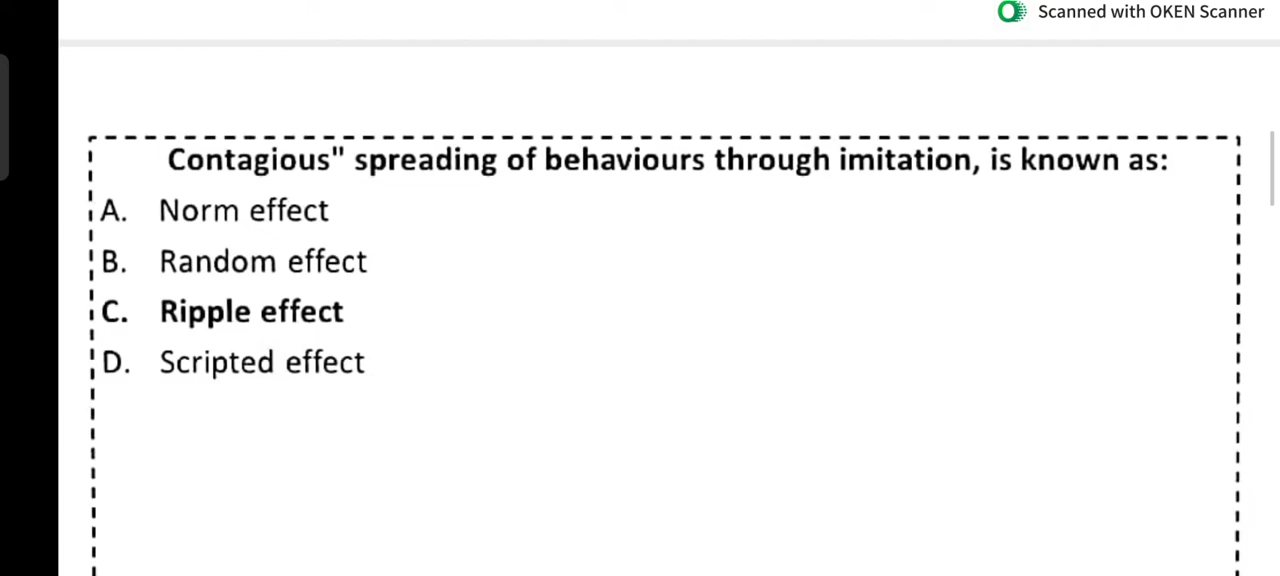 Scanned with OKEN Scanner
Contagious" spreading of behaviours through imitation, is known as:
A. Norm effect
B. Random effect
C. Ripple effect
D. Scripted effect